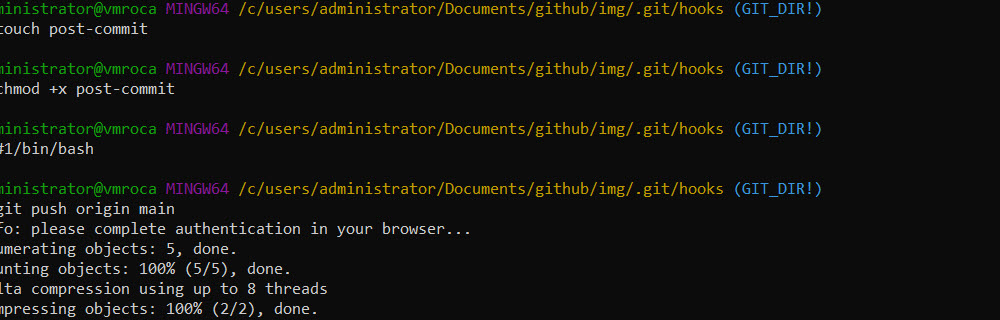 ministrator@vmroca MINGW64 /c/users/administrator/Documents/github/img/.git/hooks (GIT_DIR!)
touch post-commit
ministrator@vmroca MINGW64 /c/users/administrator/Documents/github/img/.git/hooks (GIT_DIR!)
chmod +x post-commit
ministrator@vmroca MINGW64 /c/users/administrator/Documents/github/img/.git/hooks (GIT_DIR!)
#1/bin/bash
ministrator@vmroca MINGW64 /c/users/administrator/Documents/github/img/.git/hooks (GIT_DIR!)
git push origin main
fo: please complete authentication in your browser...
umerating objects: 5, done.
unting objects: 100% (5/5), done.
lta compression using up to 8 threads
mpressing objects: 100% (2/2), done.